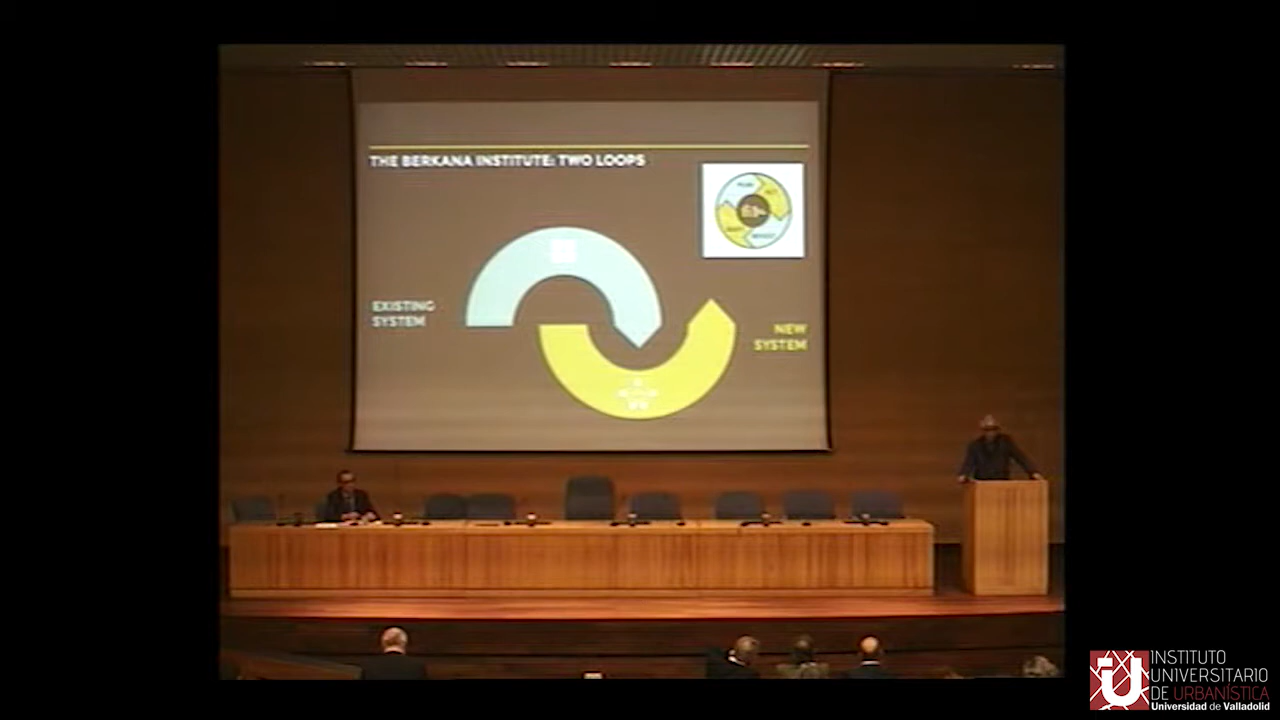 THE BERKANA INSTITUTE: TWO LOOPS
EXISTING
SYSTEM
NEW
SYSTEM
INSTITUTO
UNIVERSITARIO
DE URBANÍSTICA
Universidad de Valladolid